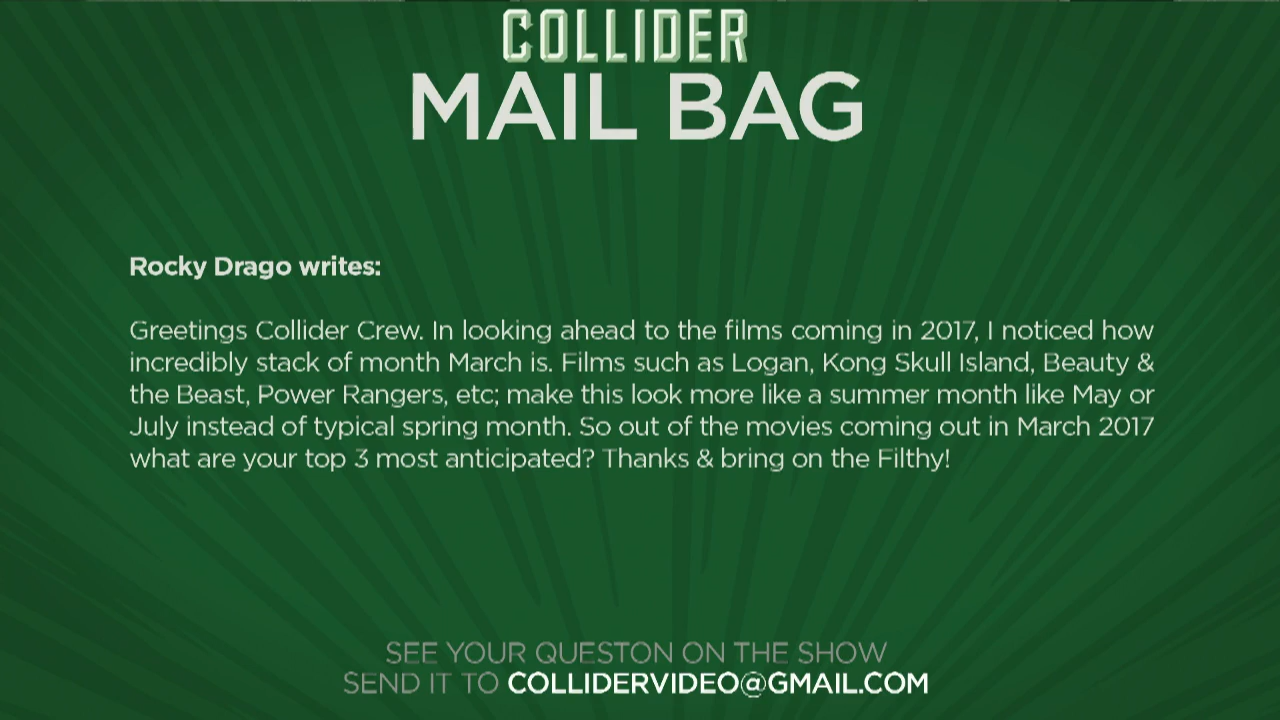 COLLIDER
MAIL BAG
Rocky Drago writes:
Greetings Collider Crew. In looking ahead to the films coming in 2017, I noticed how
incredibly stack of month March is. Films such as Logan, Kong Skull Island, Beauty &
the Beast, Power Rangers, etc; make this look more like a summer month like May or
July instead of typical spring month. So out of the movies coming out in March 2017
what are your top 3 most anticipated? Thanks & bring on the Filthy!
SEE YOUR QUESTON ON THE SHOW
SEND IT TO COLLIDERVIDEO@GMAIL.COM